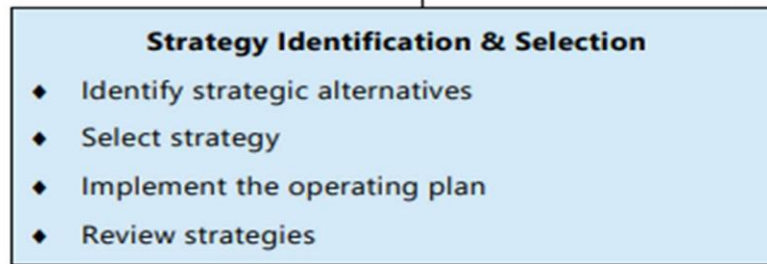 Strategy Identification & Selection
◆ Identify strategic alternatives
◆ Select strategy
◆ Implement the operating plan
◆ Review strategies